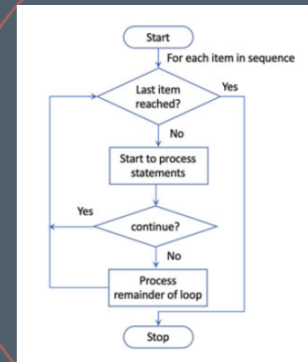 Start
For each item in sequence
Last item
reached?
Yes
No
Start to process
statements
Yes
continue?
No
Process
remainder of loop
Stop